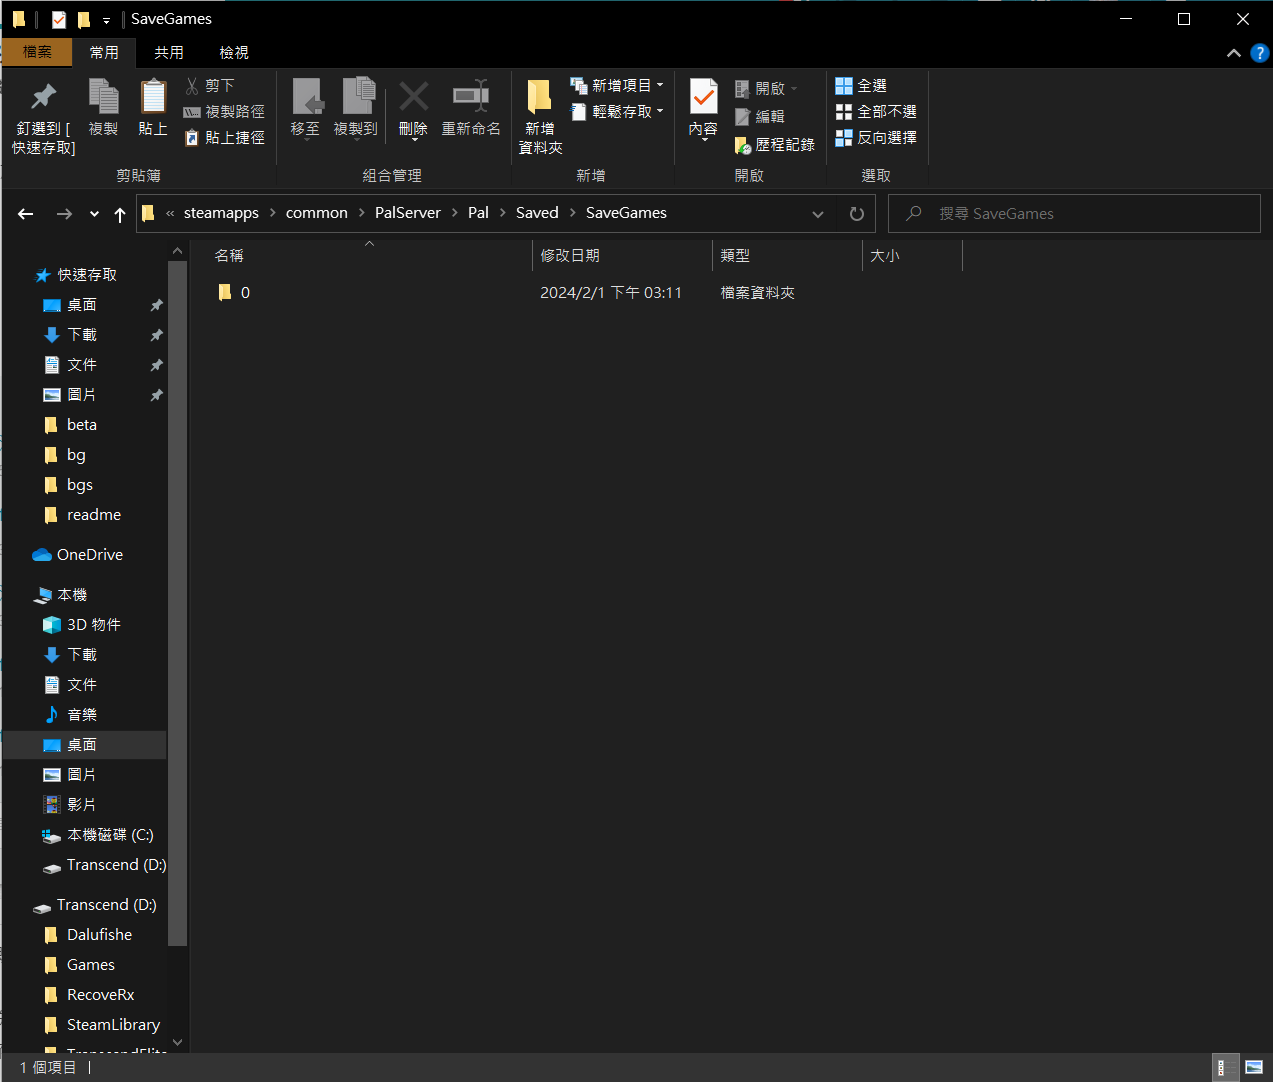 SaveGames
檔案 常用 共用 檢視
釘選到 [
快速存取]
複製
貼上
剪下
複製路徑
貼上捷徑
剪貼簿
移至 複製到 刪除 重新命名
組合管理
新增
資料夾
新增項目
輕鬆存取
新增
內容
開啟
編輯
歷程記錄
開啟
全選
全部不選
反向選擇
選取
« steamapps > common > PalServer > Pal > Saved > SaveGames
搜尋 SaveGames
名稱 修改日期 類型 大小
0 2024/2/1 下午 03:11 檔案資料夾
快速存取
桌面
下載
文件
圖片
beta
bg
bgs
readme
OneDrive
本機
3D 物件
下載
文件
音樂
桌面
圖片
影片
本機磁碟 (C:)
Transcend (D:)
Transcend (D:)
Dalufishe
Games
RecoveRx
SteamLibrary
1 個項目